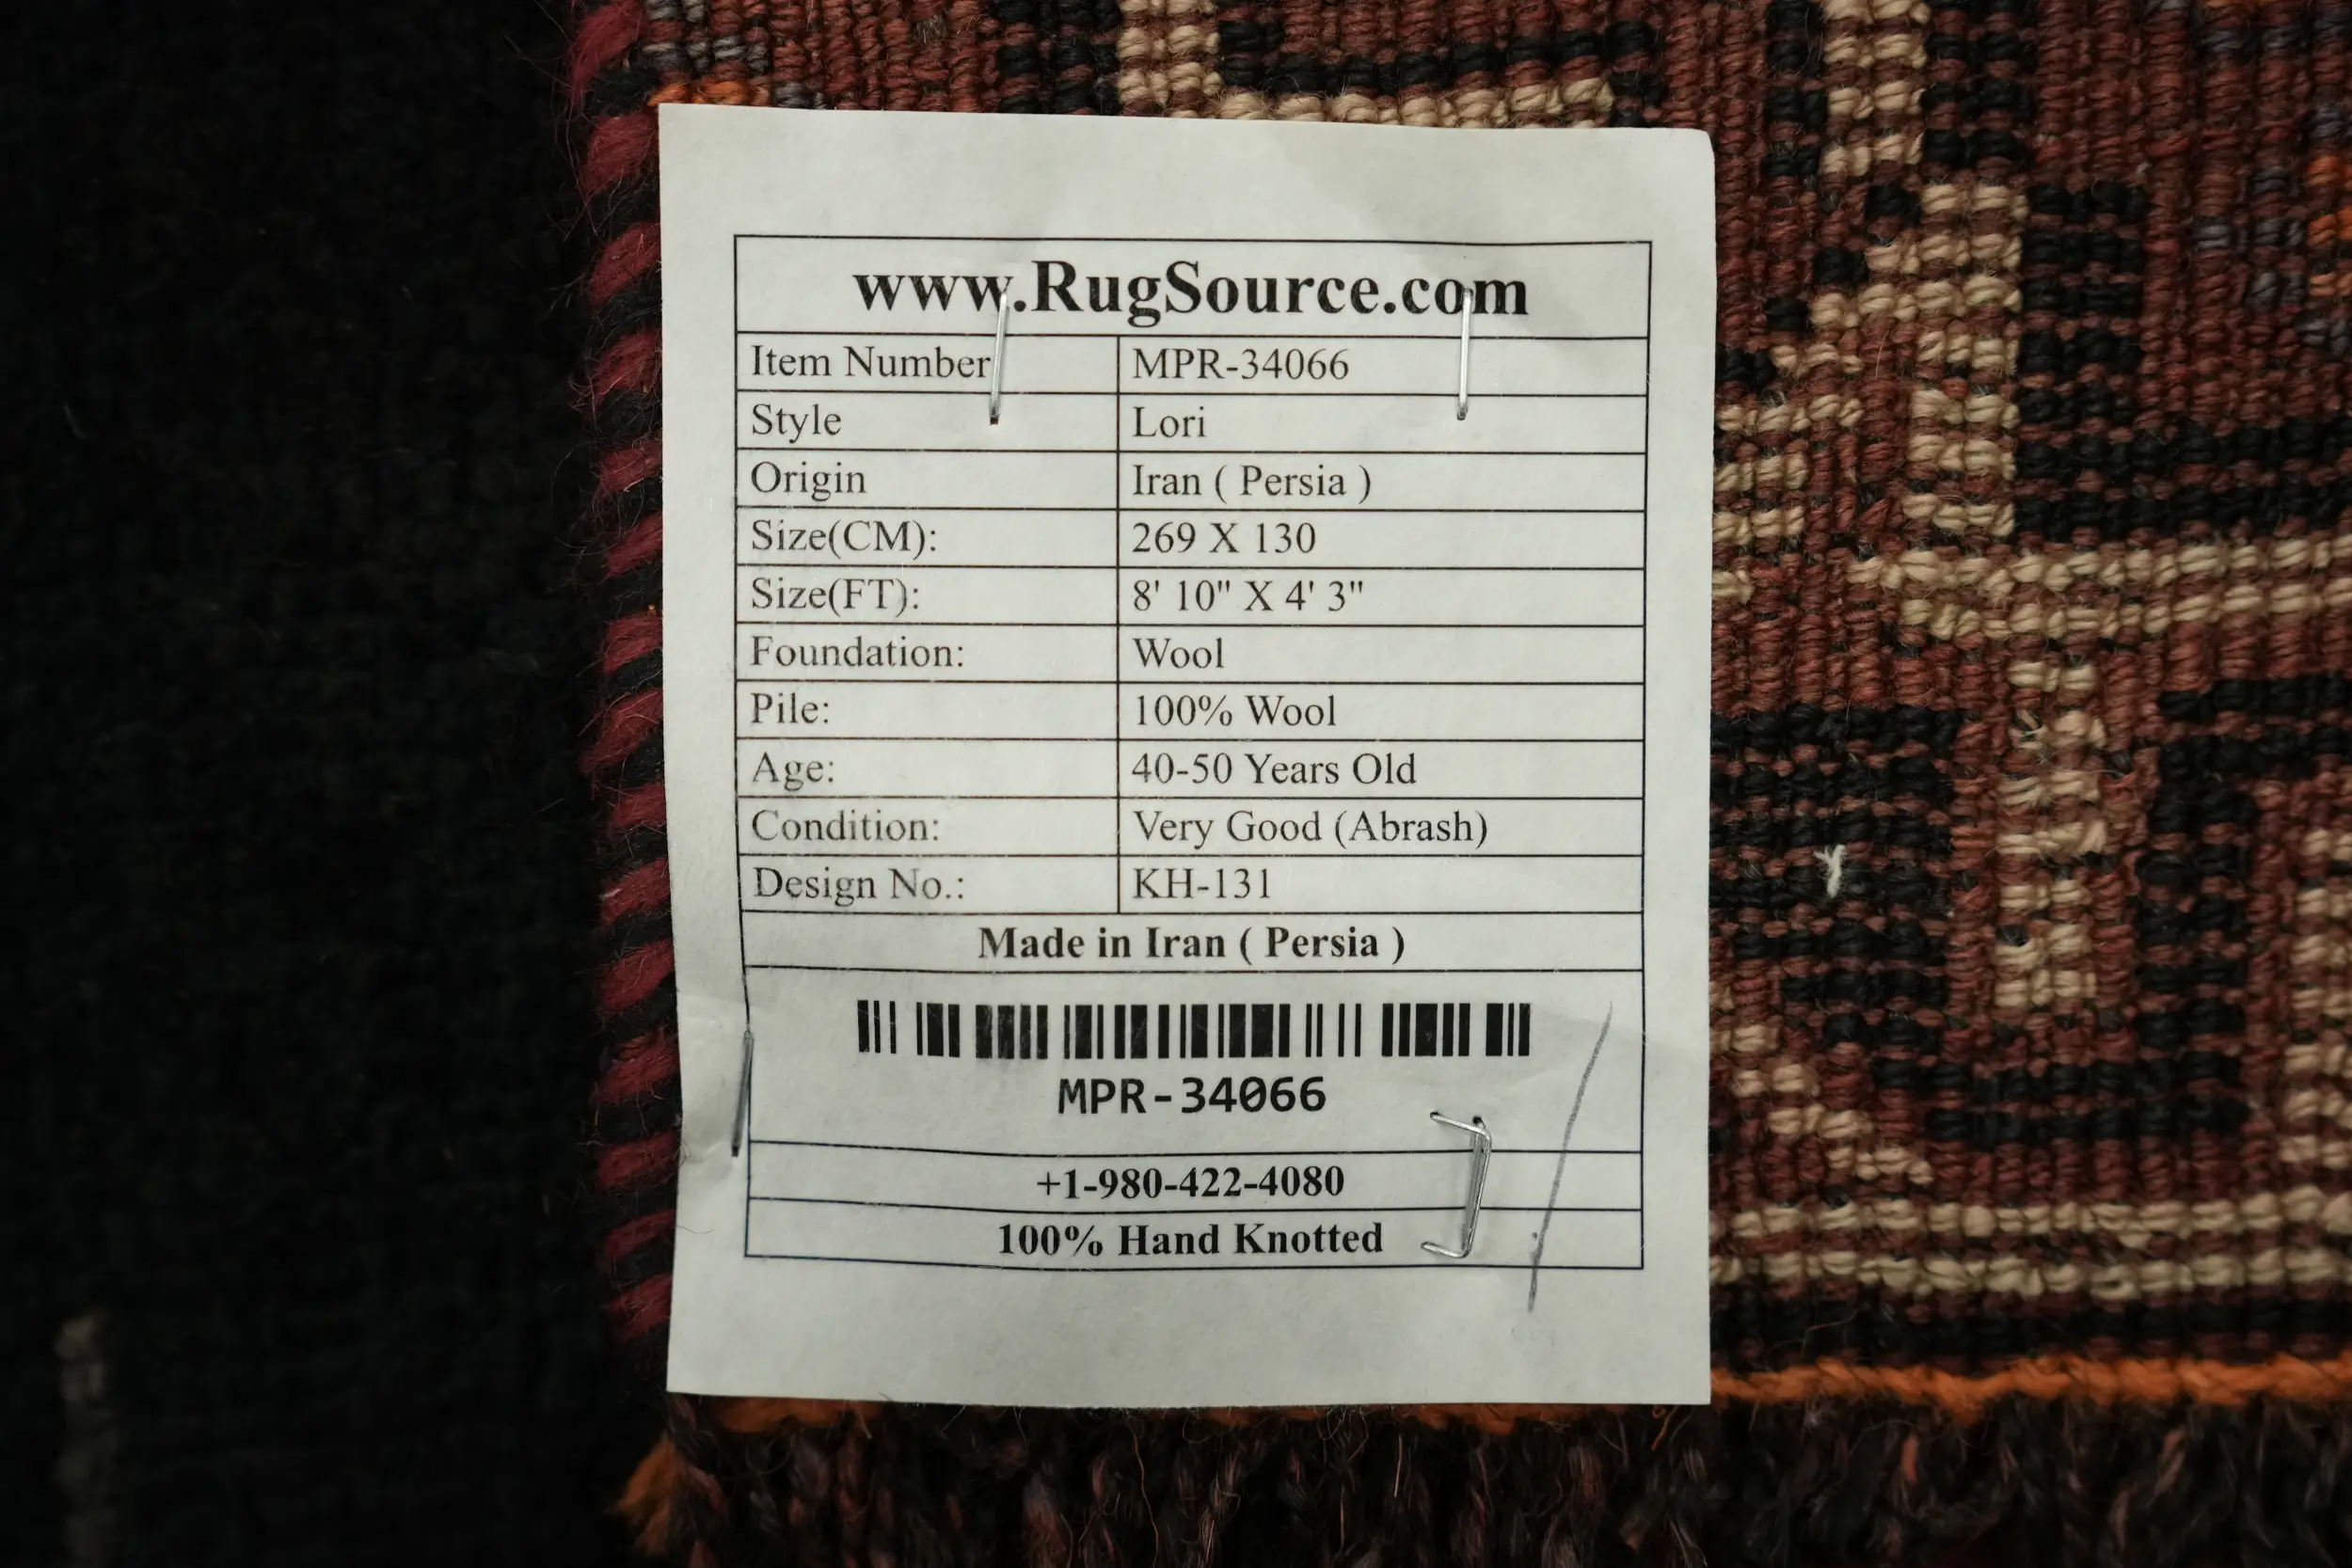 www.RugSource.com
Item Number MPR-34066
Style Lori
Origin Iran ( Persia )
Size(CM): 269 X 130
Size(FT): 8' 10" X 4' 3"
Foundation: Wool
Pile: 100% Wool
Age: 40-50 Years Old
Condition: Very Good (Abrash)
Design No.: KH-131
Made in Iran ( Persia )
MPR-34066
+1-980-422-4080
100% Hand Knotted